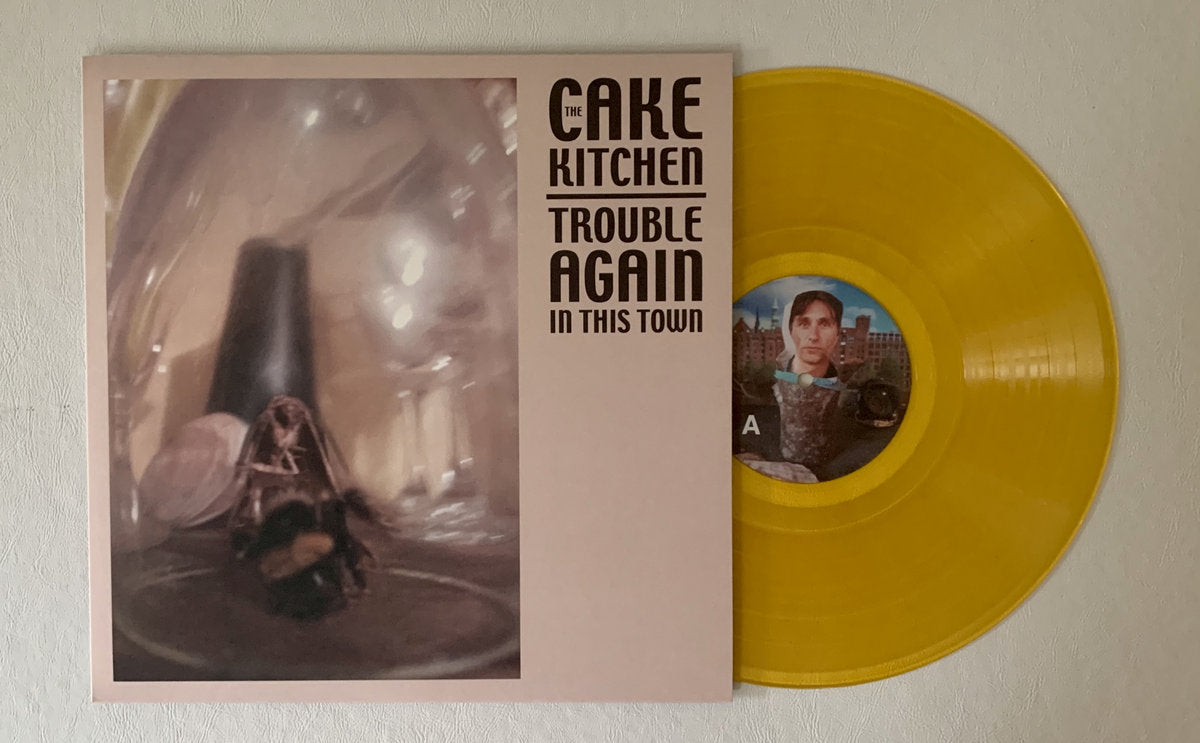 THE CAKE
KITCHEN
TROUBLE
AGAIN
IN THIS TOWN
A